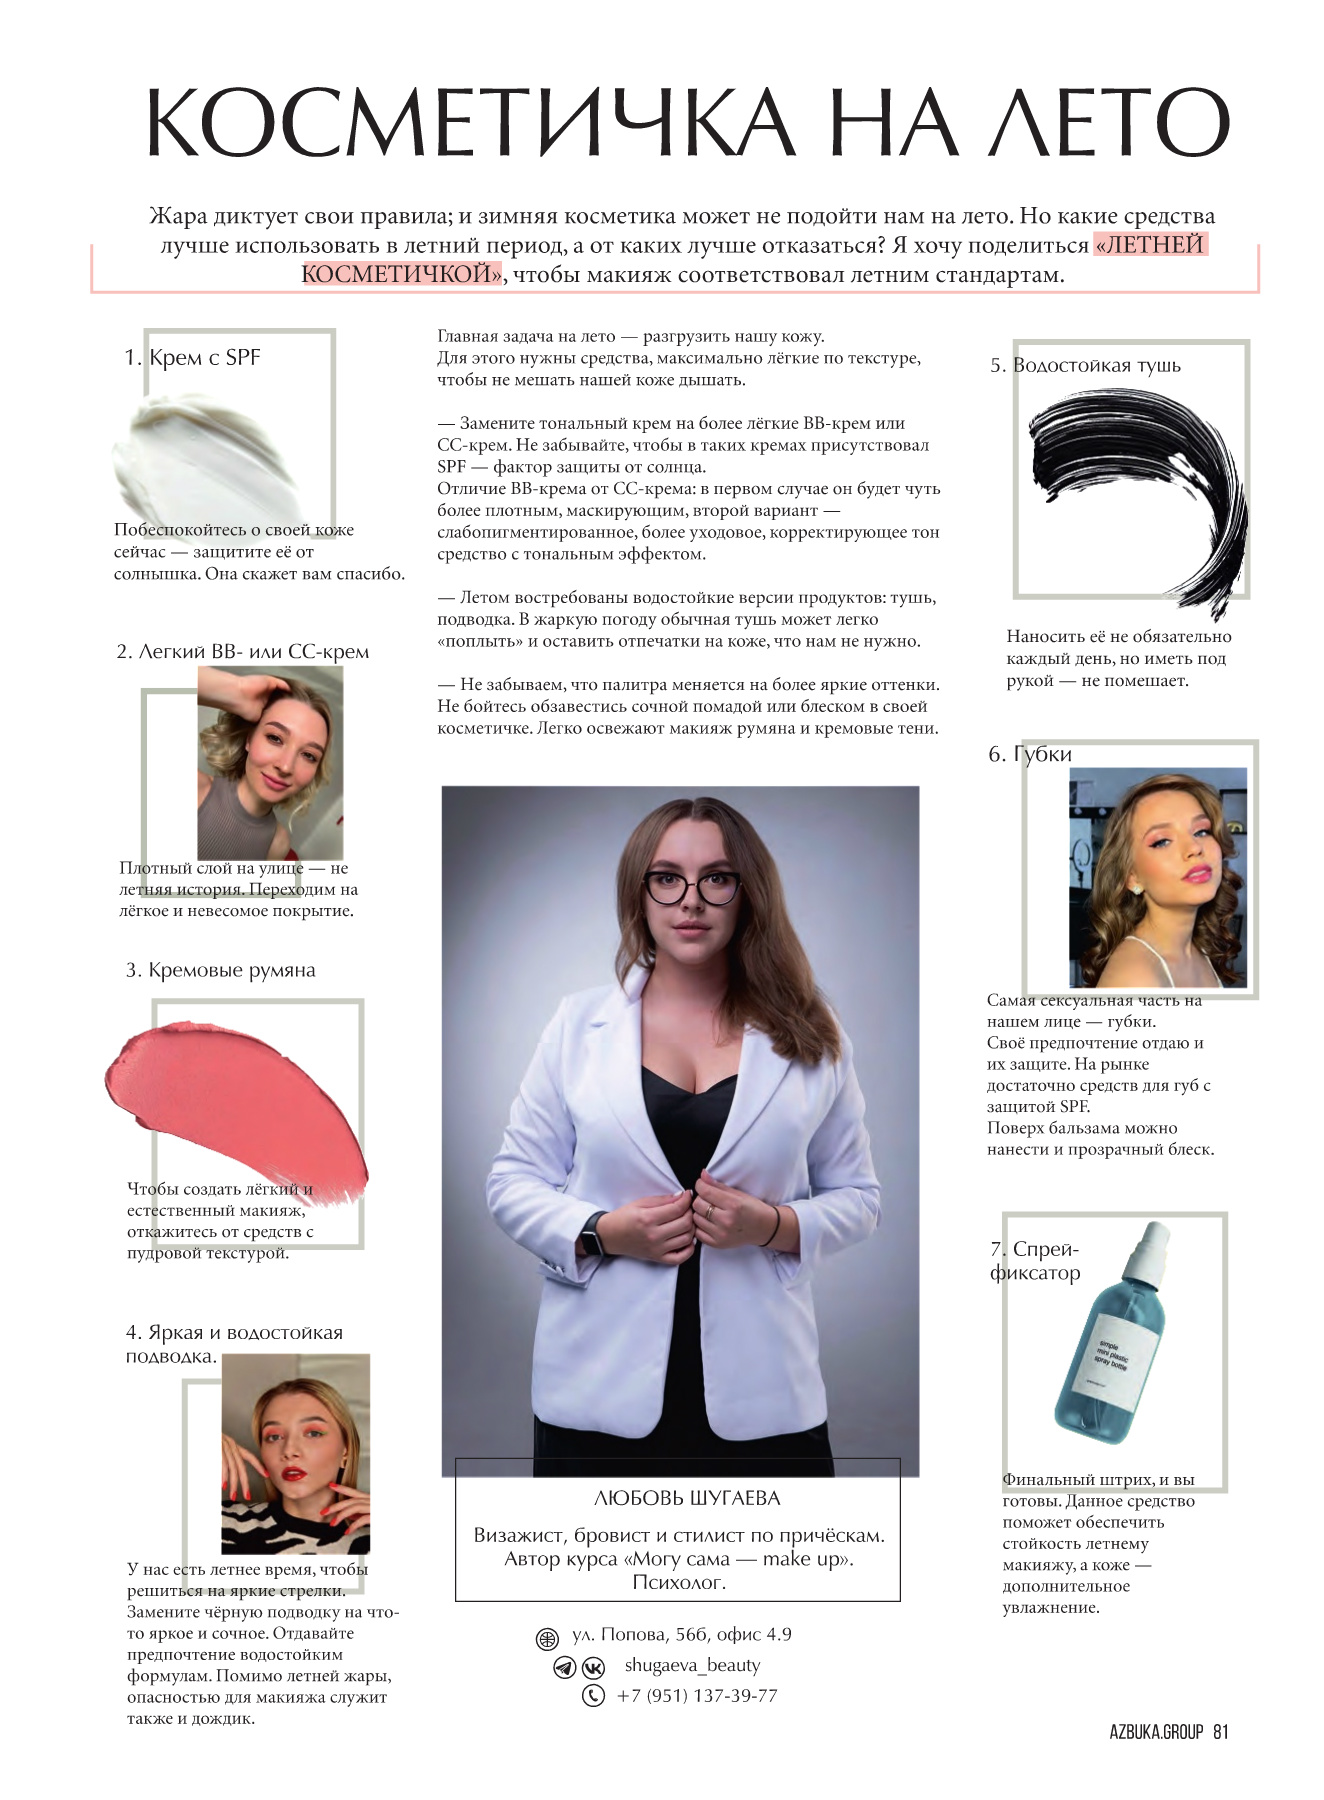 КОСМЕТИЧКА НА ЛЕТО
Жара диктует свои правила; и зимняя косметика может не подойти нам на лето. Но какие средства
лучше использовать в летний период, а от каких лучше отказаться? Я хочу поделиться «ЛЕТНЕЙ
КОСМЕТИЧКОЙ», чтобы макияж соответствовал летним стандартам.
1. Крем с SPF
Побеспокойтесь о своей коже
сейчас — защитите её от
солнышка. Она скажет вам спасибо.
2. Легкий BB- или CC-крем
Плотный слой на улице — не
летняя история. Переходим на
лёгкое и невесомое покрытие.
3. Кремовые румяна
Чтобы создать лёгкий и
естественный макияж,
откажитесь от средств с
пудровой текстурой.
4. Яркая и водостойкая
подводка.
У нас есть летнее время, чтобы
решиться на яркие стрелки.
Замените чёрную подводку на что-
то яркое и сочное. Отдавайте
предпочтение водостойким
формулам. Помимо летней жары,
опасностью для макияжа служит
также и дождик.
Главная задача на лето — разгрузить нашу кожу.
Для этого нужны средства, максимально лёгкие по текстуре,
чтобы не мешать нашей коже дышать.
— Замените тональный крем на более лёгкие BB-крем или
CC-крем. Не забывайте, чтобы в таких кремах присутствовал
SPF — фактор защиты от солнца.
Отличие BB-крема от CC-крема: в первом случае он будет чуть
более плотным, маскирующим, второй вариант —
слабопигментированное, более уходовое, корректирующее тон
средство с тональным эффектом.
— Летом востребованы водостойкие версии продуктов: тушь,
подводка. В жаркую погоду обычная тушь может легко
«поплыть» и оставить отпечатки на коже, что нам не нужно.
— Не забываем, что палитра меняется на более яркие оттенки.
Не бойтесь обзавестись сочной помадой или блеском в своей
косметичке. Легко освежают макияж румяна и кремовые тени.
ЛЮБОВЬ ШУГАЕВА
Визажист, бровист и стилист по причёскам.
Автор курса «Могу сама — make up».
Психолог.
ул. Попова, 56б, офис 4.9
shugaeva_beauty
+7 (951) 137-39-77
5. Водостойкая тушь
Наносить её не обязательно
каждый день, но иметь под
рукой — не помешает.
6. Губки
Самая сексуальная часть на
нашем лице — губки.
Своё предпочтение отдаю и
их защите. На рынке
достаточно средств для губ с
защитой SPF.
Поверх бальзама можно
нанести и прозрачный блеск.
7. Спрей-
фиксатор
simple
mini plastic
spray bottle
Финальный штрих, и вы
готовы. Данное средство
поможет обеспечить
стойкость летнему
макияжу, а коже —
дополнительное
увлажнение.
AZBUKA.GROUP 81